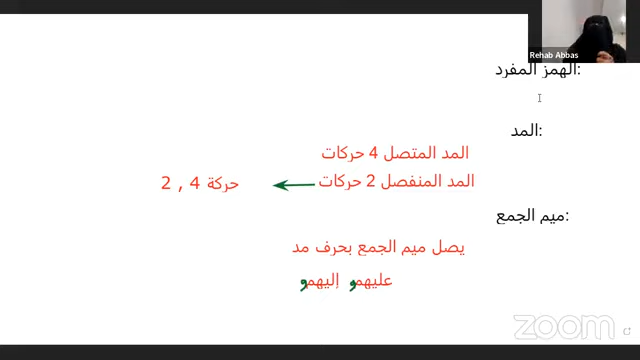 Rehab Abbas
الهمز المفرد:
المد:
المد المتصل 4 حركات
المد المنفصل 2 حركات
حركة 4 , 2
ميم الجمع:
يصل ميم الجمع بحرف مد
عليهمو إليهمو
zoom